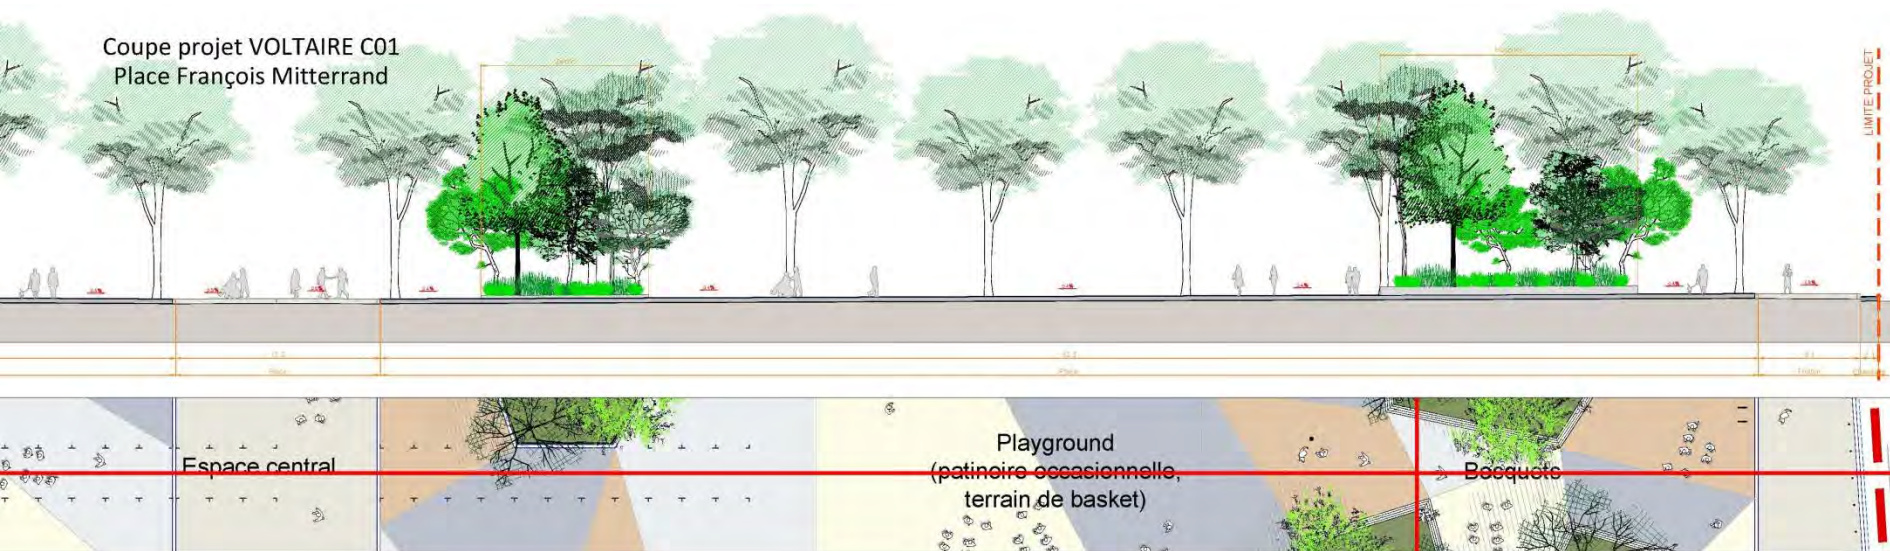 Coupe projet VOLTAIRE C01
Place François Mitterrand
LIMITE PROJET
Espace central
Playground
(patinoire occasionnelle,
terrain de basket)
Bosquets